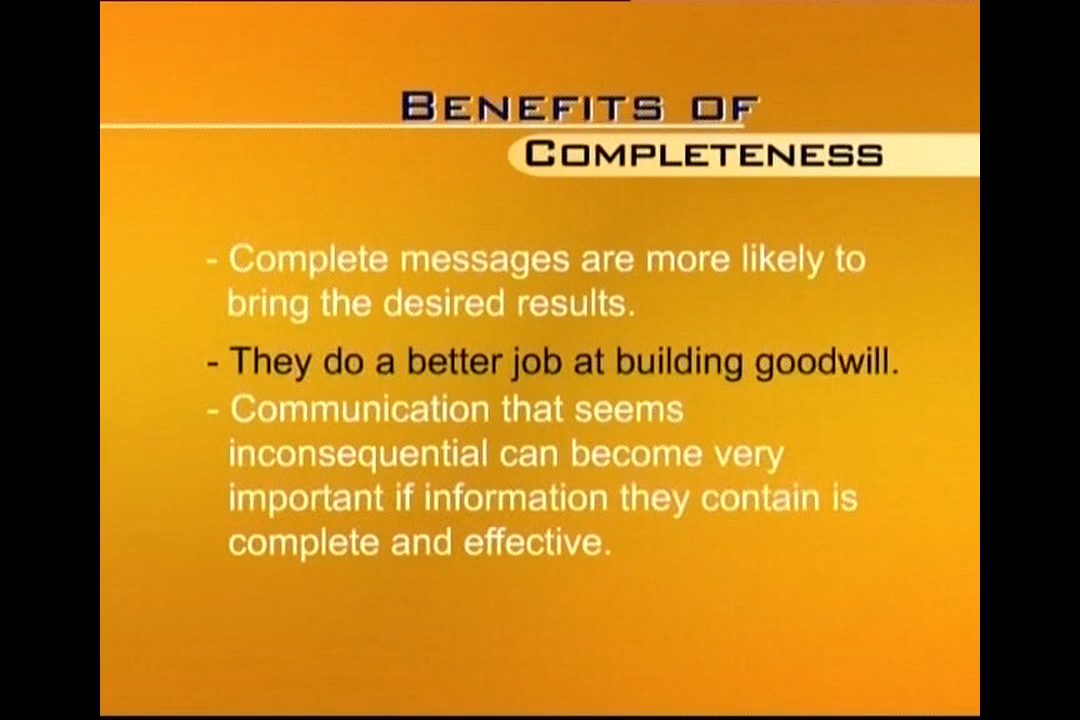 BENEFITS OF
COMPLETENESS
- Complete messages are more likely to
bring the desired results.
- They do a better job at building goodwill.
- Communication that seems
inconsequential can become very
important if information they contain is
complete and effective.